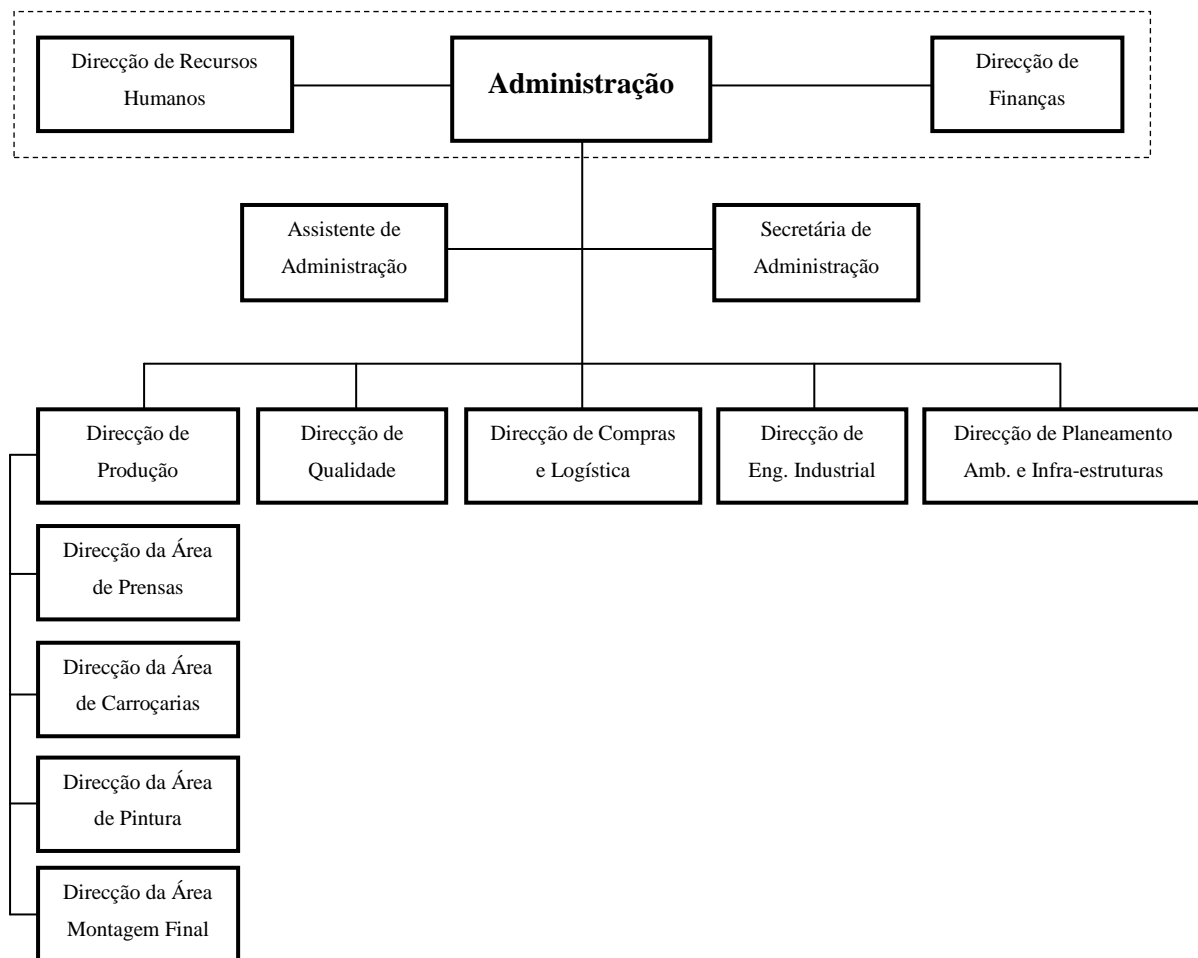 Direcção de Recursos
Humanos
Administração
Direcção de
Finanças
Assistente de
Administração
Secretária de
Administração
Direcção de
Produção
Direcção de
Qualidade
Direcção de Compras
e Logística
Direcção de
Eng. Industrial
Direcção de Planeamento
Amb. e Infra-estruturas
Direcção da Área
de Prensas
Direcção da Área
de Carroçarias
Direcção da Área
de Pintura
Direcção da Área
Montagem Final